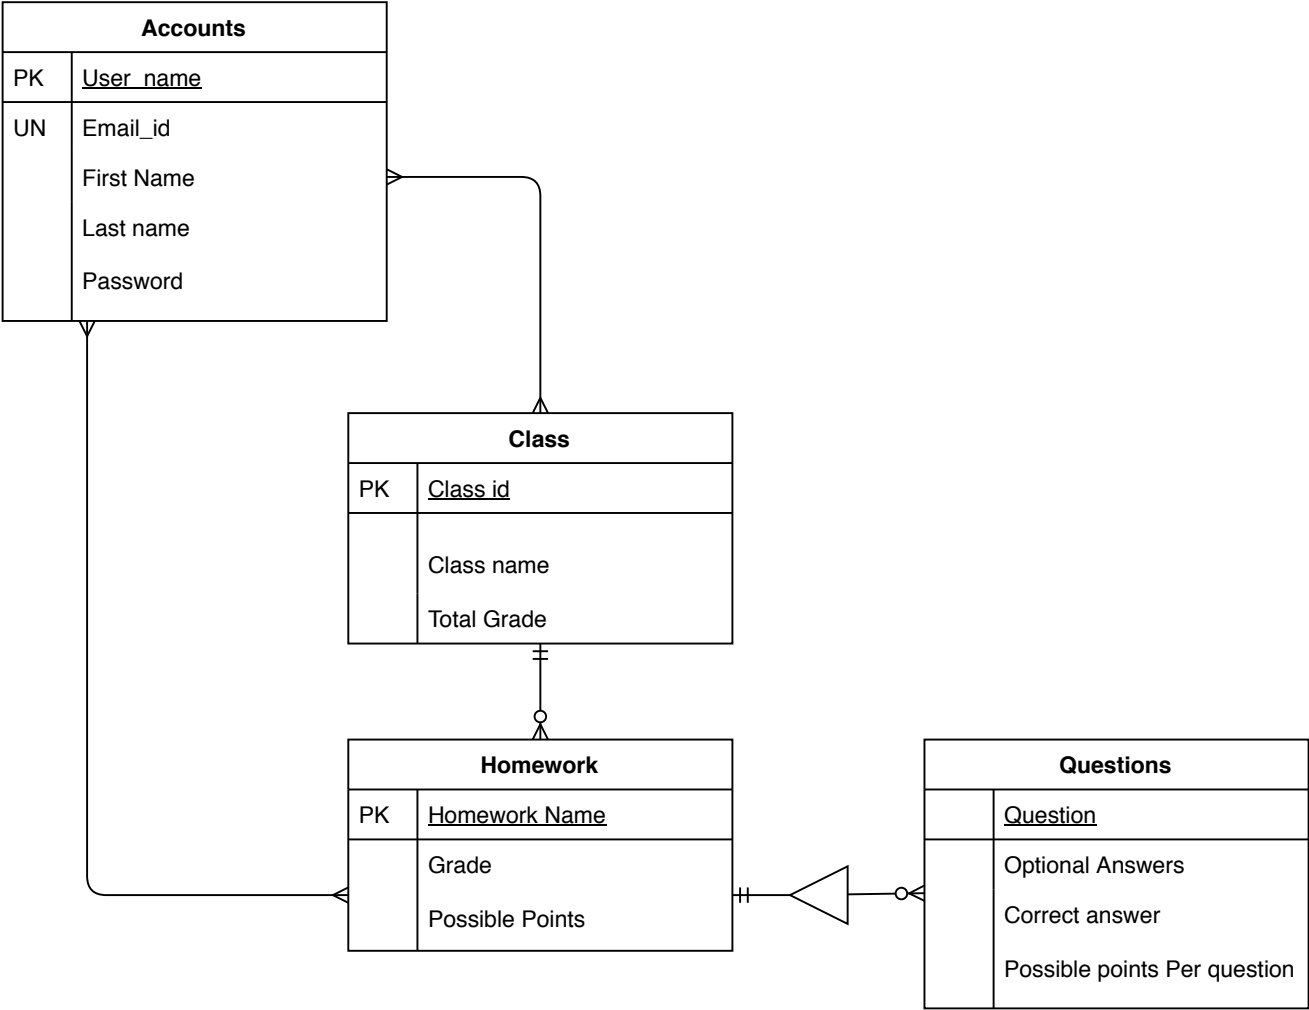 Accounts
PK User_name
UN Email_id
First Name
Last name
Password
Class
PK Class id
Class name
Total Grade
Homework
PK Homework Name
Grade
Possible Points
Questions
Question
Optional Answers
Correct answer
Possible points Per question